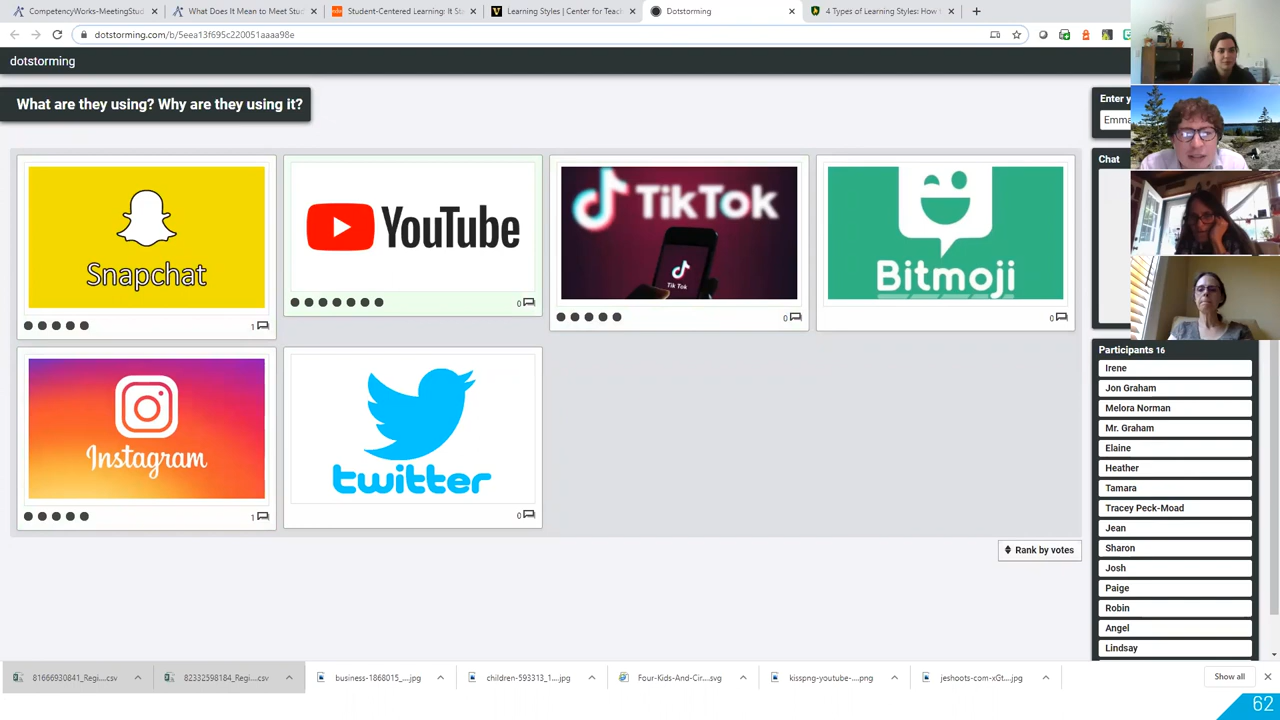 CompetencyWorks-MeetingStud
What Does It Mean to Meet Stud
Student-Centered Learning: It St
Learning Styles | Center for Teac
Dotstorming
4 Types of Learning Styles: How t
dotstorming.com/b/5eea13f695c220051aaaa98e
dotstorming
What are they using? Why are they using it?
Enter y
Emma
Chat
Snapchat
1
YouTube
0
TikTok
Tik Tok
0
Bitmoji
0
Instagram
1
twitter
0
Rank by votes
Participants 16
Irene
Jon Graham
Melora Norman
Mr. Graham
Elaine
Heather
Tamara
Tracey Peck-Moad
Jean
Sharon
Josh
Paige
Robin
Angel
Lindsay
81666930841_Regi....csv
82332598184_Regi....csv
business-1868015_....jpg
children-593313_1....jpg
Four-Kids-And-Cir....svg
kisspng-youtube-....png
jeshoots-com-xGt....jpg
Show all
62